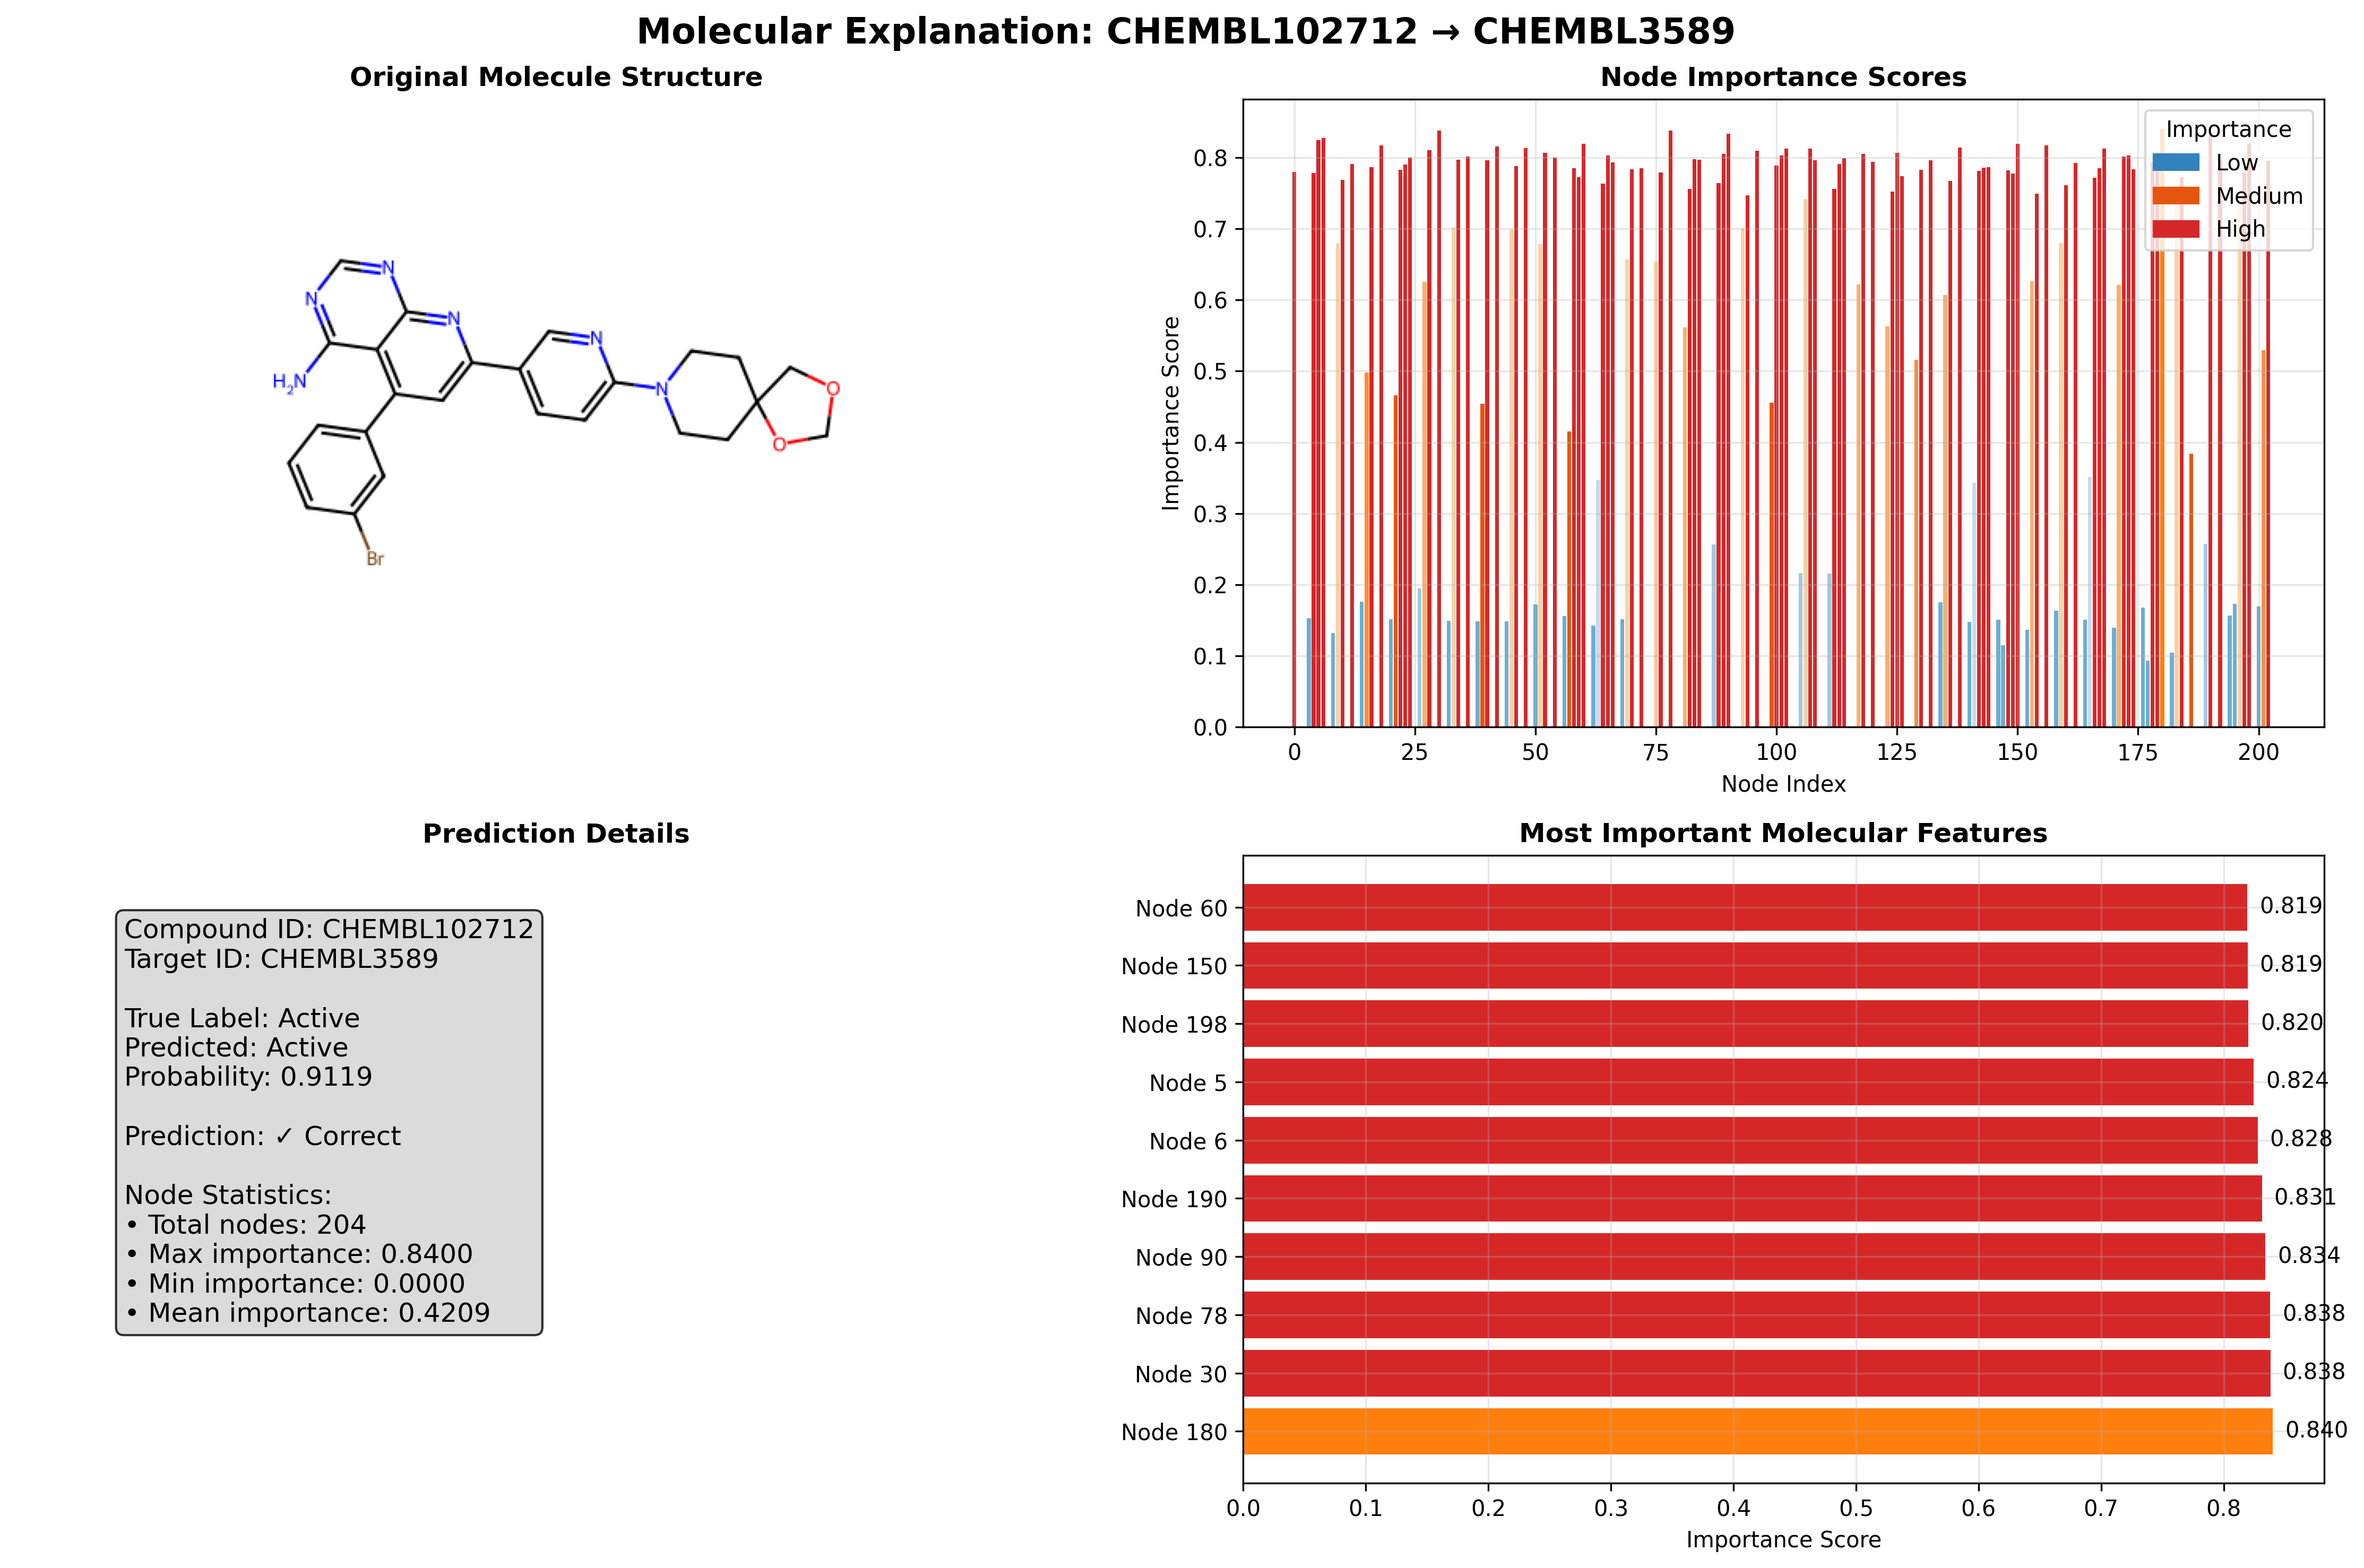 Molecular Explanation: CHEMBL102712 → CHEMBL3589
Original Molecule Structure
N
N
N
N
H2N
N
O
O
Br
Node Importance Scores
Importance Score
0.8
0.7
0.6
0.5
0.4
0.3
0.2
0.1
0.0
0 25 50 75 100 125 150 175 200
Node Index
Importance
Low
Medium
High
Prediction Details
Compound ID: CHEMBL102712
Target ID: CHEMBL3589
True Label: Active
Predicted: Active
Probability: 0.9119
Prediction: ✓ Correct
Node Statistics:
• Total nodes: 204
• Max importance: 0.8400
• Min importance: 0.0000
• Mean importance: 0.4209
Most Important Molecular Features
Node 60 0.819
Node 150 0.819
Node 198 0.820
Node 5 0.824
Node 6 0.828
Node 190 0.831
Node 90 0.834
Node 78 0.838
Node 30 0.838
Node 180 0.840
0.0 0.1 0.2 0.3 0.4 0.5 0.6 0.7 0.8
Importance Score